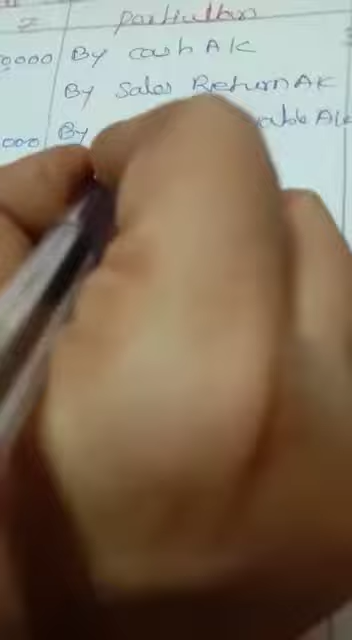 ₹ particulars
0000 By cash A/c
By Sales Return A/c
000 By